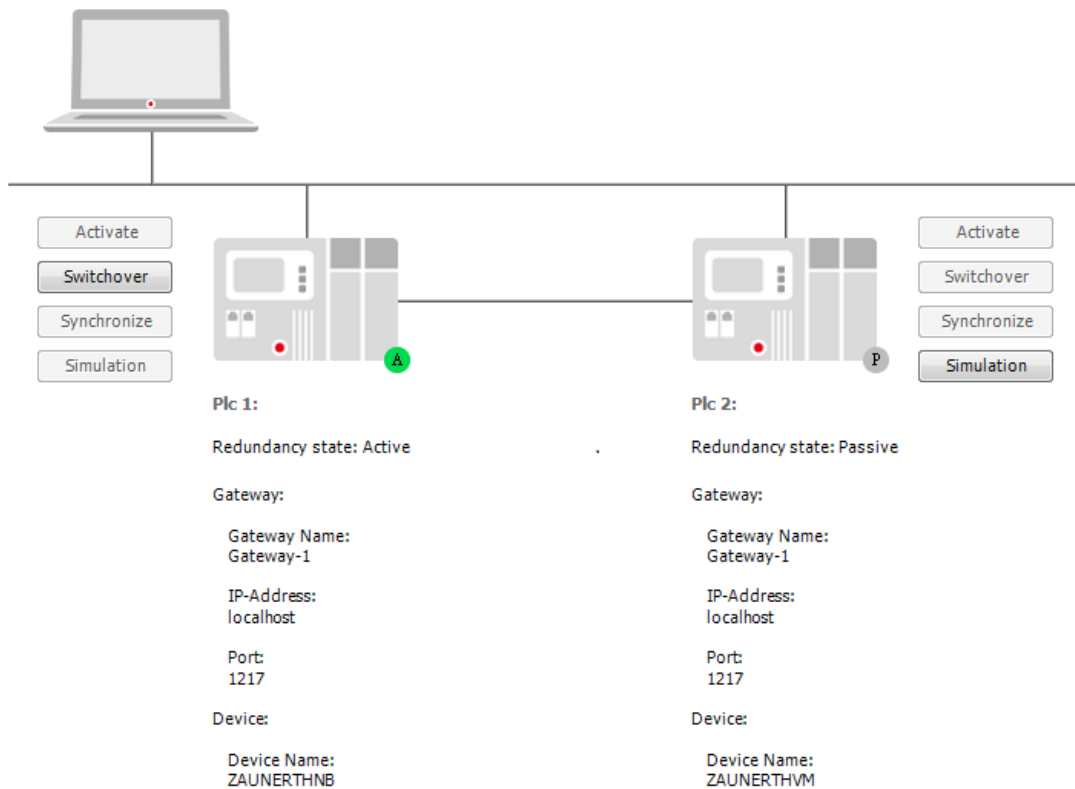 Activate
Switchover
Synchronize
Simulation
A
P
Activate
Switchover
Synchronize
Simulation
Plc 1:
Redundancy state: Active
Gateway:
Gateway Name:
Gateway-1
IP-Address:
localhost
Port:
1217
Device:
Device Name:
ZAUNERTHNB
.
Plc 2:
Redundancy state: Passive
Gateway:
Gateway Name:
Gateway-1
IP-Address:
localhost
Port:
1217
Device:
Device Name:
ZAUNERTHVM